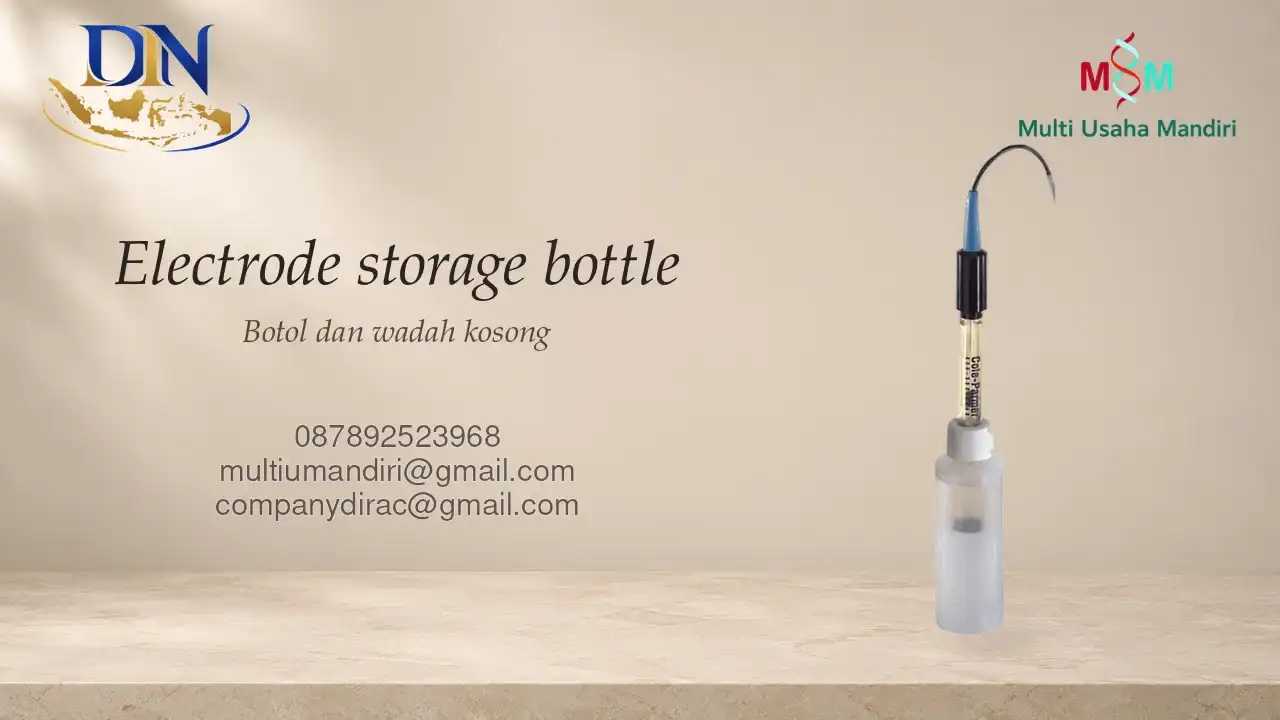 DN
MSM
Multi Usaha Mandiri
Electrode storage bottle
Botol dan wadah kosong
Cole-Parmer
087892523968
multiumandiri@gmail.com
companydirac@gmail.com